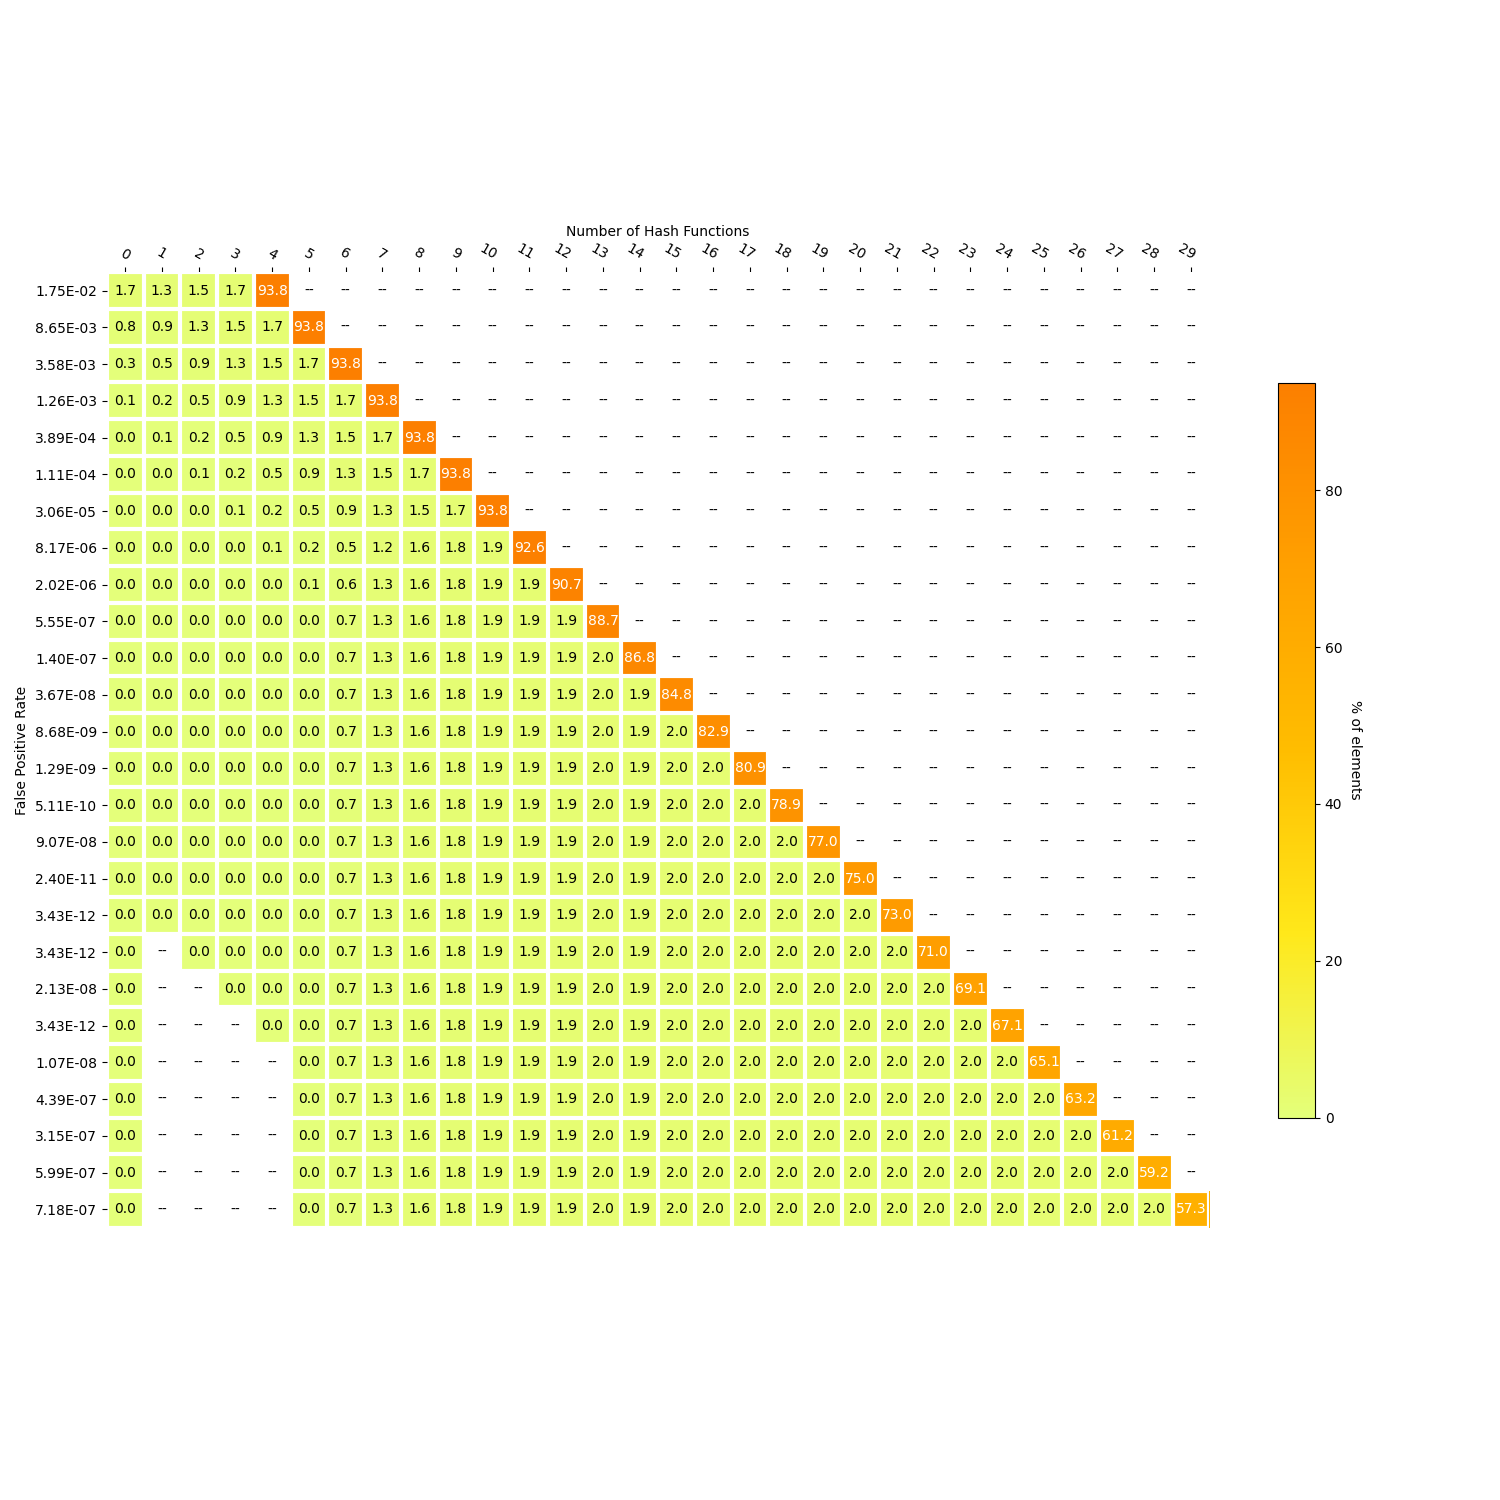 Number of Hash Functions
0 1 2 3 4 5 6 7 8 9 10 11 12 13 14 15 16 17 18 19 20 21 22 23 24 25 26 27 28 29
1.75E-02 1.7 1.3 1.5 1.7 93.8 -- -- -- -- -- -- -- -- -- -- -- -- -- -- -- -- -- -- -- -- -- -- -- -- --
8.65E-03 0.8 0.9 1.3 1.5 1.7 93.8 -- -- -- -- -- -- -- -- -- -- -- -- -- -- -- -- -- -- -- -- -- -- -- --
3.58E-03 0.3 0.5 0.9 1.3 1.5 1.7 93.8 -- -- -- -- -- -- -- -- -- -- -- -- -- -- -- -- -- -- -- -- -- -- --
1.26E-03 0.1 0.2 0.5 0.9 1.3 1.5 1.7 93.8 -- -- -- -- -- -- -- -- -- -- -- -- -- -- -- -- -- -- -- -- -- --
3.89E-04 0.0 0.1 0.2 0.5 0.9 1.3 1.5 1.7 93.8 -- -- -- -- -- -- -- -- -- -- -- -- -- -- -- -- -- -- -- -- --
1.11E-04 0.0 0.0 0.1 0.2 0.5 0.9 1.3 1.5 1.7 93.8 -- -- -- -- -- -- -- -- -- -- -- -- -- -- -- -- -- -- -- --
3.06E-05 0.0 0.0 0.0 0.1 0.2 0.5 0.9 1.3 1.5 1.7 93.8 -- -- -- -- -- -- -- -- -- -- -- -- -- -- -- -- -- -- --
8.17E-06 0.0 0.0 0.0 0.0 0.1 0.2 0.5 1.2 1.6 1.8 1.9 92.6 -- -- -- -- -- -- -- -- -- -- -- -- -- -- -- -- -- --
2.02E-06 0.0 0.0 0.0 0.0 0.0 0.1 0.6 1.3 1.6 1.8 1.9 1.9 90.7 -- -- -- -- -- -- -- -- -- -- -- -- -- -- -- -- --
5.55E-07 0.0 0.0 0.0 0.0 0.0 0.0 0.7 1.3 1.6 1.8 1.9 1.9 1.9 88.7 -- -- -- -- -- -- -- -- -- -- -- -- -- -- -- --
1.40E-07 0.0 0.0 0.0 0.0 0.0 0.0 0.7 1.3 1.6 1.8 1.9 1.9 1.9 2.0 86.8 -- -- -- -- -- -- -- -- -- -- -- -- -- -- --
3.67E-08 0.0 0.0 0.0 0.0 0.0 0.0 0.7 1.3 1.6 1.8 1.9 1.9 1.9 2.0 1.9 84.8 -- -- -- -- -- -- -- -- -- -- -- -- -- --
8.68E-09 0.0 0.0 0.0 0.0 0.0 0.0 0.7 1.3 1.6 1.8 1.9 1.9 1.9 2.0 1.9 2.0 82.9 -- -- -- -- -- -- -- -- -- -- -- -- --
1.29E-09 0.0 0.0 0.0 0.0 0.0 0.0 0.7 1.3 1.6 1.8 1.9 1.9 1.9 2.0 1.9 2.0 2.0 80.9 -- -- -- -- -- -- -- -- -- -- -- --
5.11E-10 0.0 0.0 0.0 0.0 0.0 0.0 0.7 1.3 1.6 1.8 1.9 1.9 1.9 2.0 1.9 2.0 2.0 2.0 78.9 -- -- -- -- -- -- -- -- -- -- --
9.07E-08 0.0 0.0 0.0 0.0 0.0 0.0 0.7 1.3 1.6 1.8 1.9 1.9 1.9 2.0 1.9 2.0 2.0 2.0 2.0 77.0 -- -- -- -- -- -- -- -- -- --
2.40E-11 0.0 0.0 0.0 0.0 0.0 0.0 0.7 1.3 1.6 1.8 1.9 1.9 1.9 2.0 1.9 2.0 2.0 2.0 2.0 2.0 75.0 -- -- -- -- -- -- -- -- --
3.43E-12 0.0 0.0 0.0 0.0 0.0 0.0 0.7 1.3 1.6 1.8 1.9 1.9 1.9 2.0 1.9 2.0 2.0 2.0 2.0 2.0 2.0 73.0 -- -- -- -- -- -- -- --
3.43E-12 0.0 -- 0.0 0.0 0.0 0.0 0.7 1.3 1.6 1.8 1.9 1.9 1.9 2.0 1.9 2.0 2.0 2.0 2.0 2.0 2.0 2.0 71.0 -- -- -- -- -- -- --
2.13E-08 0.0 -- -- 0.0 0.0 0.0 0.7 1.3 1.6 1.8 1.9 1.9 1.9 2.0 1.9 2.0 2.0 2.0 2.0 2.0 2.0 2.0 2.0 69.1 -- -- -- -- -- --
3.43E-12 0.0 -- -- -- 0.0 0.0 0.7 1.3 1.6 1.8 1.9 1.9 1.9 2.0 1.9 2.0 2.0 2.0 2.0 2.0 2.0 2.0 2.0 2.0 67.1 -- -- -- -- --
1.07E-08 0.0 -- -- -- -- 0.0 0.7 1.3 1.6 1.8 1.9 1.9 1.9 2.0 1.9 2.0 2.0 2.0 2.0 2.0 2.0 2.0 2.0 2.0 2.0 65.1 -- -- -- --
4.39E-07 0.0 -- -- -- -- 0.0 0.7 1.3 1.6 1.8 1.9 1.9 1.9 2.0 1.9 2.0 2.0 2.0 2.0 2.0 2.0 2.0 2.0 2.0 2.0 2.0 63.2 -- -- --
3.15E-07 0.0 -- -- -- -- 0.0 0.7 1.3 1.6 1.8 1.9 1.9 1.9 2.0 1.9 2.0 2.0 2.0 2.0 2.0 2.0 2.0 2.0 2.0 2.0 2.0 2.0 61.2 -- --
5.99E-07 0.0 -- -- -- -- 0.0 0.7 1.3 1.6 1.8 1.9 1.9 1.9 2.0 1.9 2.0 2.0 2.0 2.0 2.0 2.0 2.0 2.0 2.0 2.0 2.0 2.0 2.0 59.2 --
7.18E-07 0.0 -- -- -- -- 0.0 0.7 1.3 1.6 1.8 1.9 1.9 1.9 2.0 1.9 2.0 2.0 2.0 2.0 2.0 2.0 2.0 2.0 2.0 2.0 2.0 2.0 2.0 2.0 57.3
False Positive Rate
80
60
40
20
0
% of elements